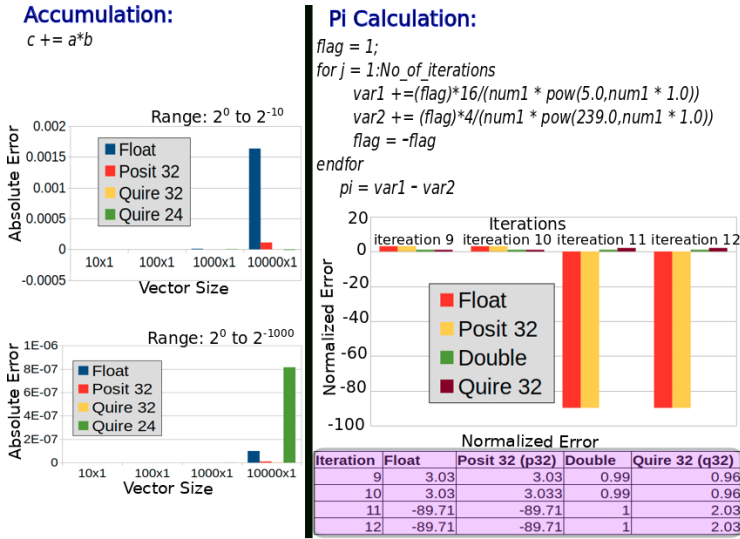 Accumulation:
c += a*b
Range: 2⁰ to 2⁻¹⁰
Absolute Error
0.002
0.0015
0.001
0.0005
0
-0.0005
Float
Posit 32
Quire 32
Quire 24
10x1 100x1 1000x1 10000x1
Vector Size
Range: 2⁰ to 2⁻¹⁰⁰⁰
Absolute Error
1E-06
8E-07
6E-07
4E-07
2E-07
0
Float
Posit 32
Quire 32
Quire 24
10x1 100x1 1000x1 10000x1
Vector Size
Pi Calculation:
flag = 1;
for j = 1:No_of_iterations
var1 +=(flag)*16/(num1 * pow(5.0,num1 * 1.0))
var2 += (flag)*4/(num1 * pow(239.0,num1 * 1.0))
flag = -flag
endfor
pi = var1 - var2
Iterations
itereation 9 itereation 10 itereation 11 itereation 12
Normalized Error
20
0
-20
-40
-60
-80
-100
Float
Posit 32
Double
Quire 32
Normalized Error
Iteration Float Posit 32 (p32) Double Quire 32 (q32)
9 3.03 3.03 0.99 0.96
10 3.03 3.033 0.99 0.96
11 -89.71 -89.71 1 2.03
12 -89.71 -89.71 1 2.03